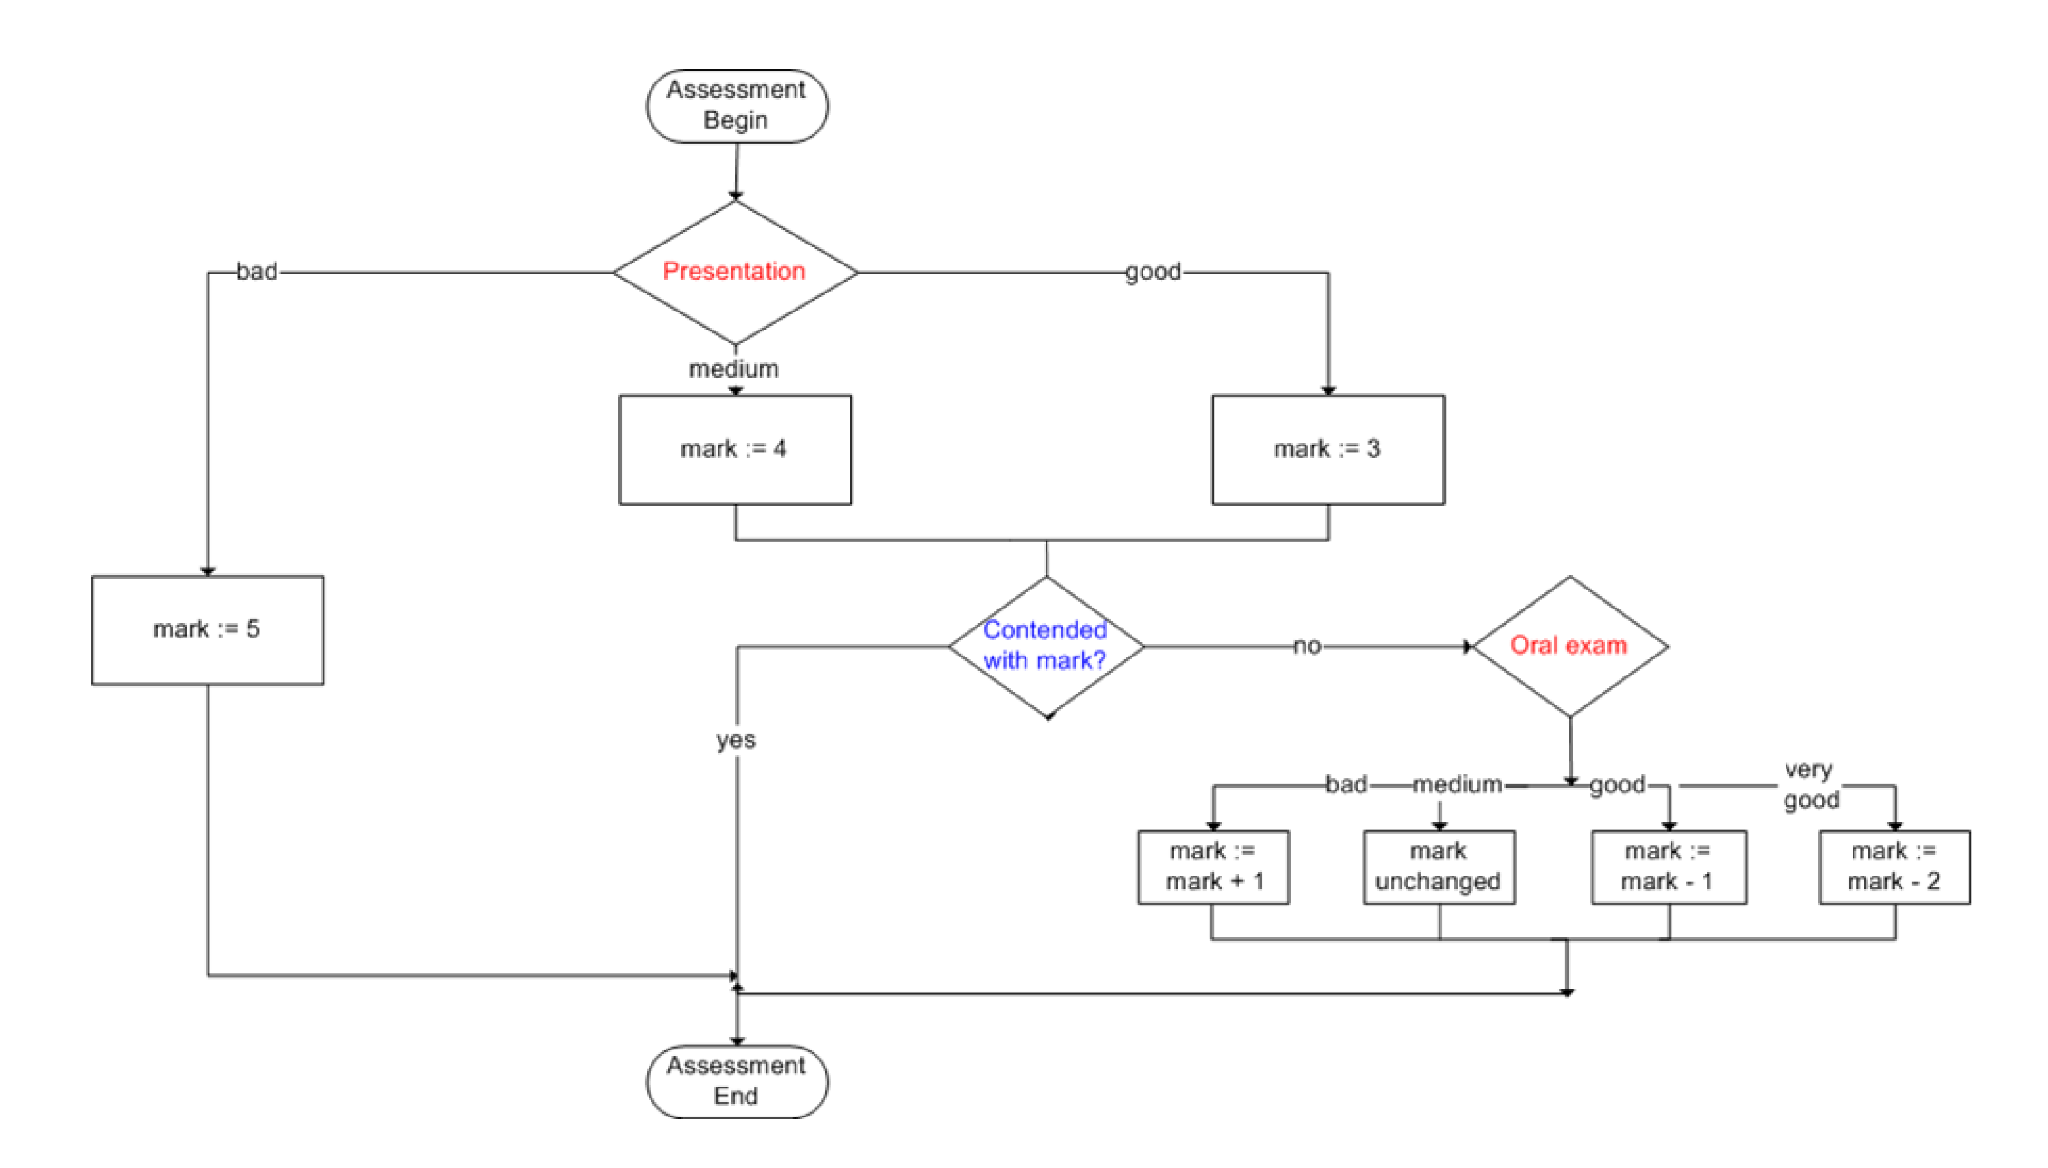 Assessment
Begin
bad
Presentation
good
medium
mark := 4
mark := 3
mark := 5
Contended
with mark?
no
Oral exam
yes
bad
medium
good
very
good
mark :=
mark + 1
mark
unchanged
mark :=
mark - 1
mark :=
mark - 2
Assessment
End